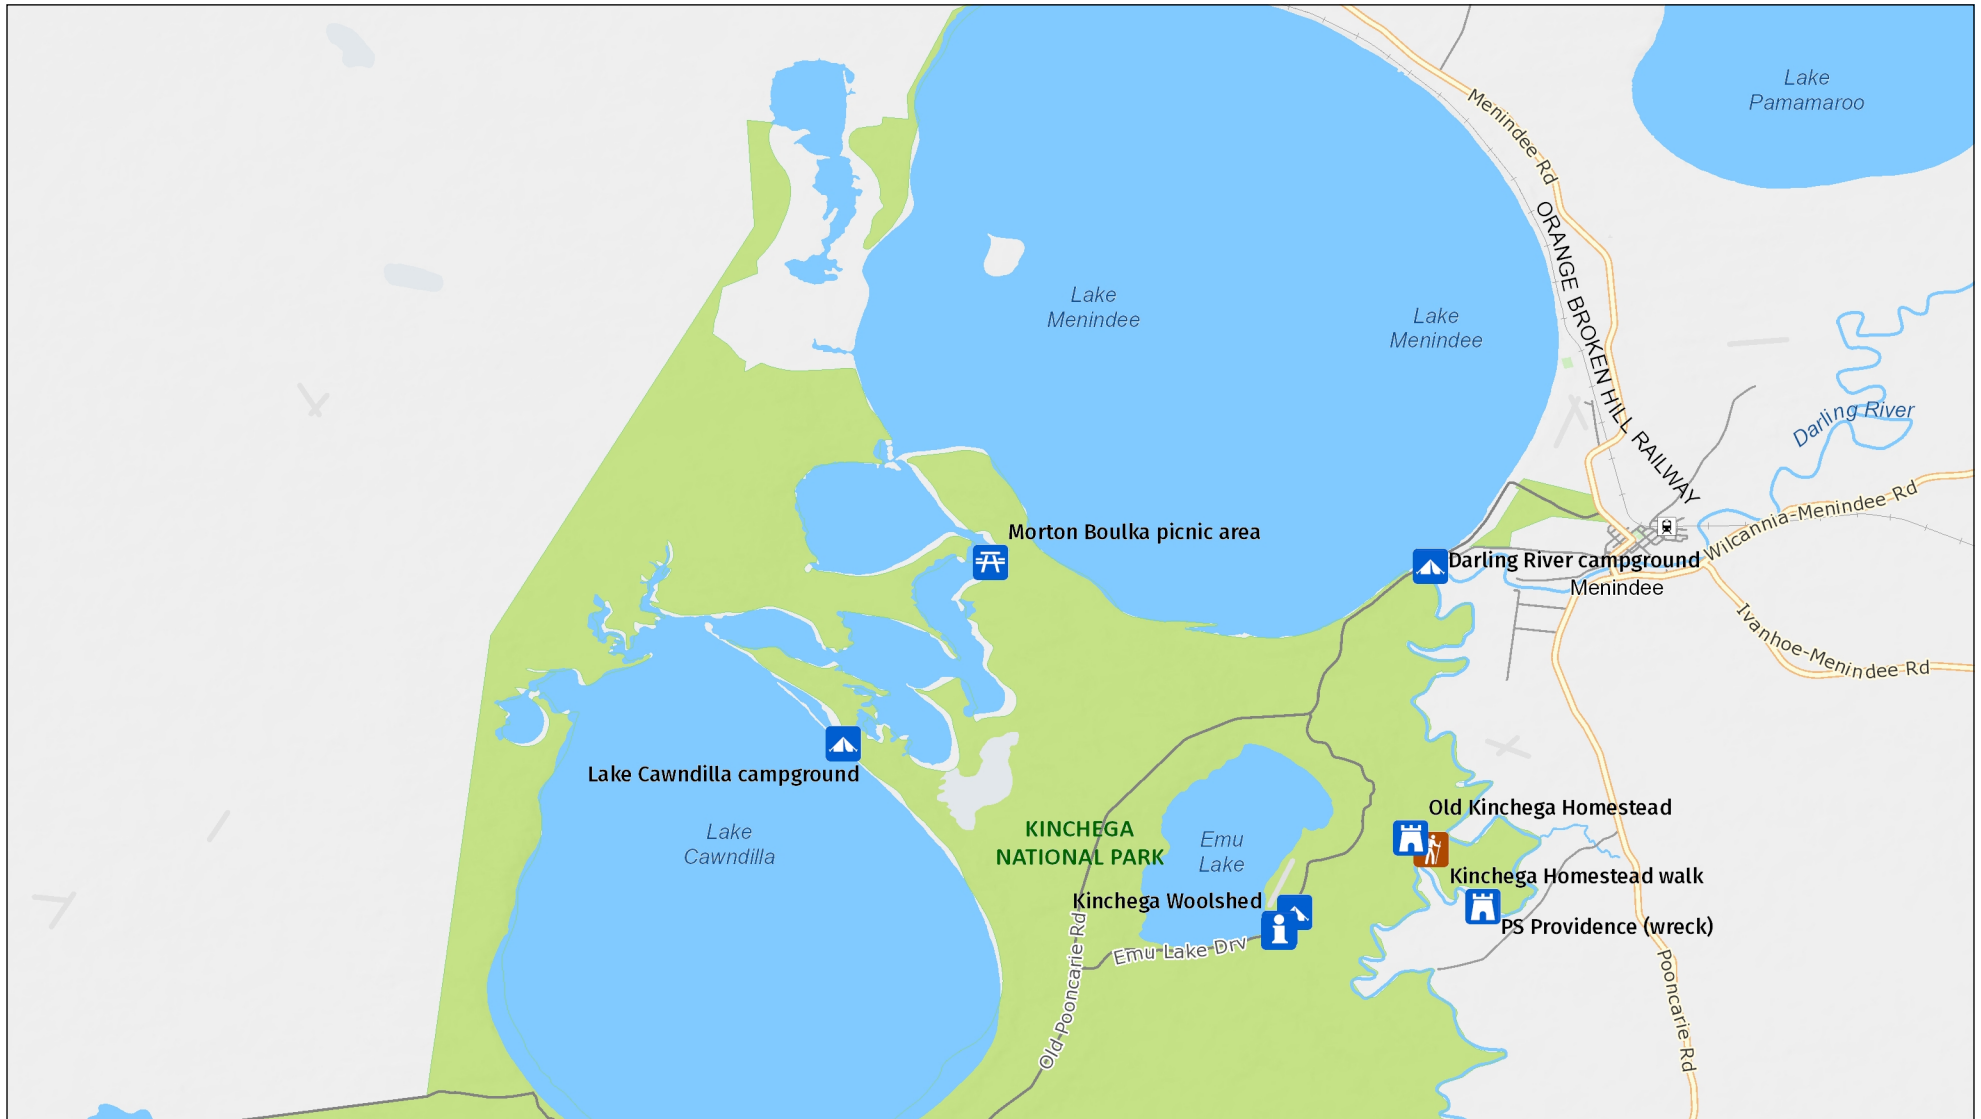 Lake
Pamamaroo
Menindee Rd
ORANGE BROKEN HILL RAILWAY
Lake
Menindee
Lake
Menindee
Darling River
Wilcannia-Menindee Rd
Morton Boulka picnic area
Darling River campground
Menindee
Ivanhoe-Menindee Rd
Lake Cawndilla campground
Lake
Cawndilla
KINCHEGA
NATIONAL PARK
Emu
Lake
Old Kinchega Homestead
Kinchega Homestead walk
Kinchega Woolshed
PS Providence (wreck)
Emu Lake Drv
Old Pooncarie Rd
Pooncarie Rd